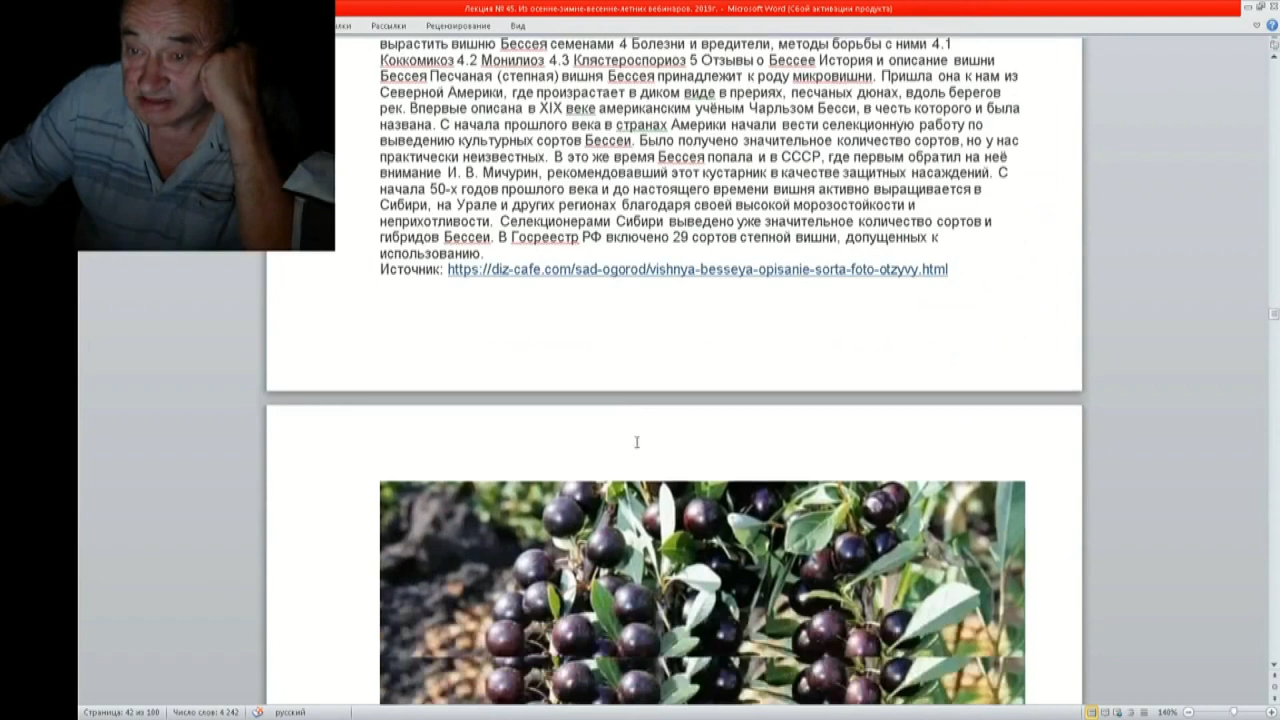 Лекция № 45. Из осенне-зимне-весенне-летних вебинаров. 2019г. - Microsoft Word (Сбой активации продукта)
Рассылки Рецензирование Вид
вырастить вишню Бессея семенами 4 Болезни и вредители, методы борьбы с ними 4.1
Коккомикоз 4.2 Монилиоз 4.3 Клястероспориоз 5 Отзывы о Бессее История и описание вишни
Бессея Песчаная (степная) вишня Бессея принадлежит к роду микровишни. Пришла она к нам из
Северной Америки, где произрастает в диком виде в прериях, песчаных дюнах, вдоль берегов
рек. Впервые описана в XIX веке американским учёным Чарльзом Бесси, в честь которого и была
названа. С начала прошлого века в странах Америки начали вести селекционную работу по
выведению культурных сортов Бессеи. Было получено значительное количество сортов, но у нас
практически неизвестных. В это же время Бессея попала и в СССР, где первым обратил на неё
внимание И. В. Мичурин, рекомендовавший этот кустарник в качестве защитных насаждений. С
начала 50-х годов прошлого века и до настоящего времени вишня активно выращивается в
Сибири, на Урале и других регионах благодаря своей высокой морозостойкости и
неприхотливости. Селекционерами Сибири выведено уже значительное количество сортов и
гибридов Бессеи. В Госреестр РФ включено 29 сортов степной вишни, допущенных к
использованию.
Источник: https://diz-cafe.com/sad-ogorod/vishnya-besseya-opisanie-sorta-foto-otzyvy.html
Страница: 42 из 100 Число слов: 4 242 русский 140%